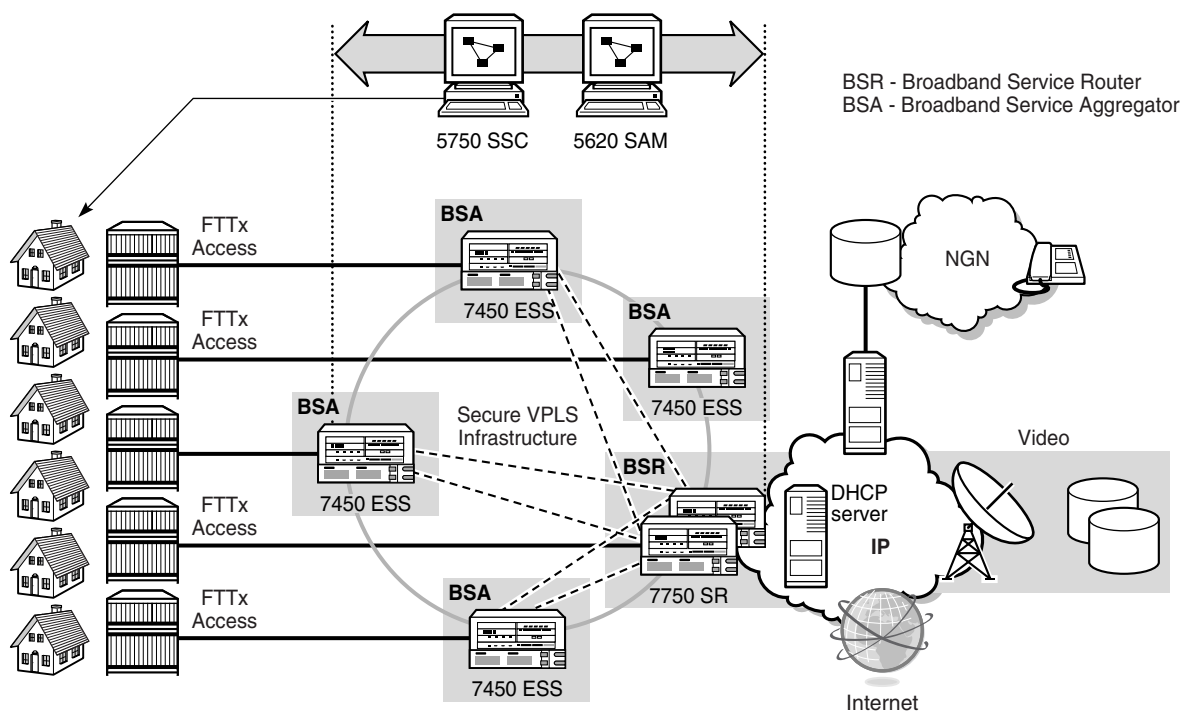 BSR - Broadband Service Router
BSA - Broadband Service Aggregator
5750 SSC
5620 SAM
FTTx
Access
BSA
7450 ESS
NGN
FTTx
Access
BSA
7450 ESS
BSA
7450 ESS
Secure VPLS
Infrastructure
Video
BSR
DHCP
server
IP
7750 SR
FTTx
Access
BSA
7450 ESS
FTTx
Access
Internet